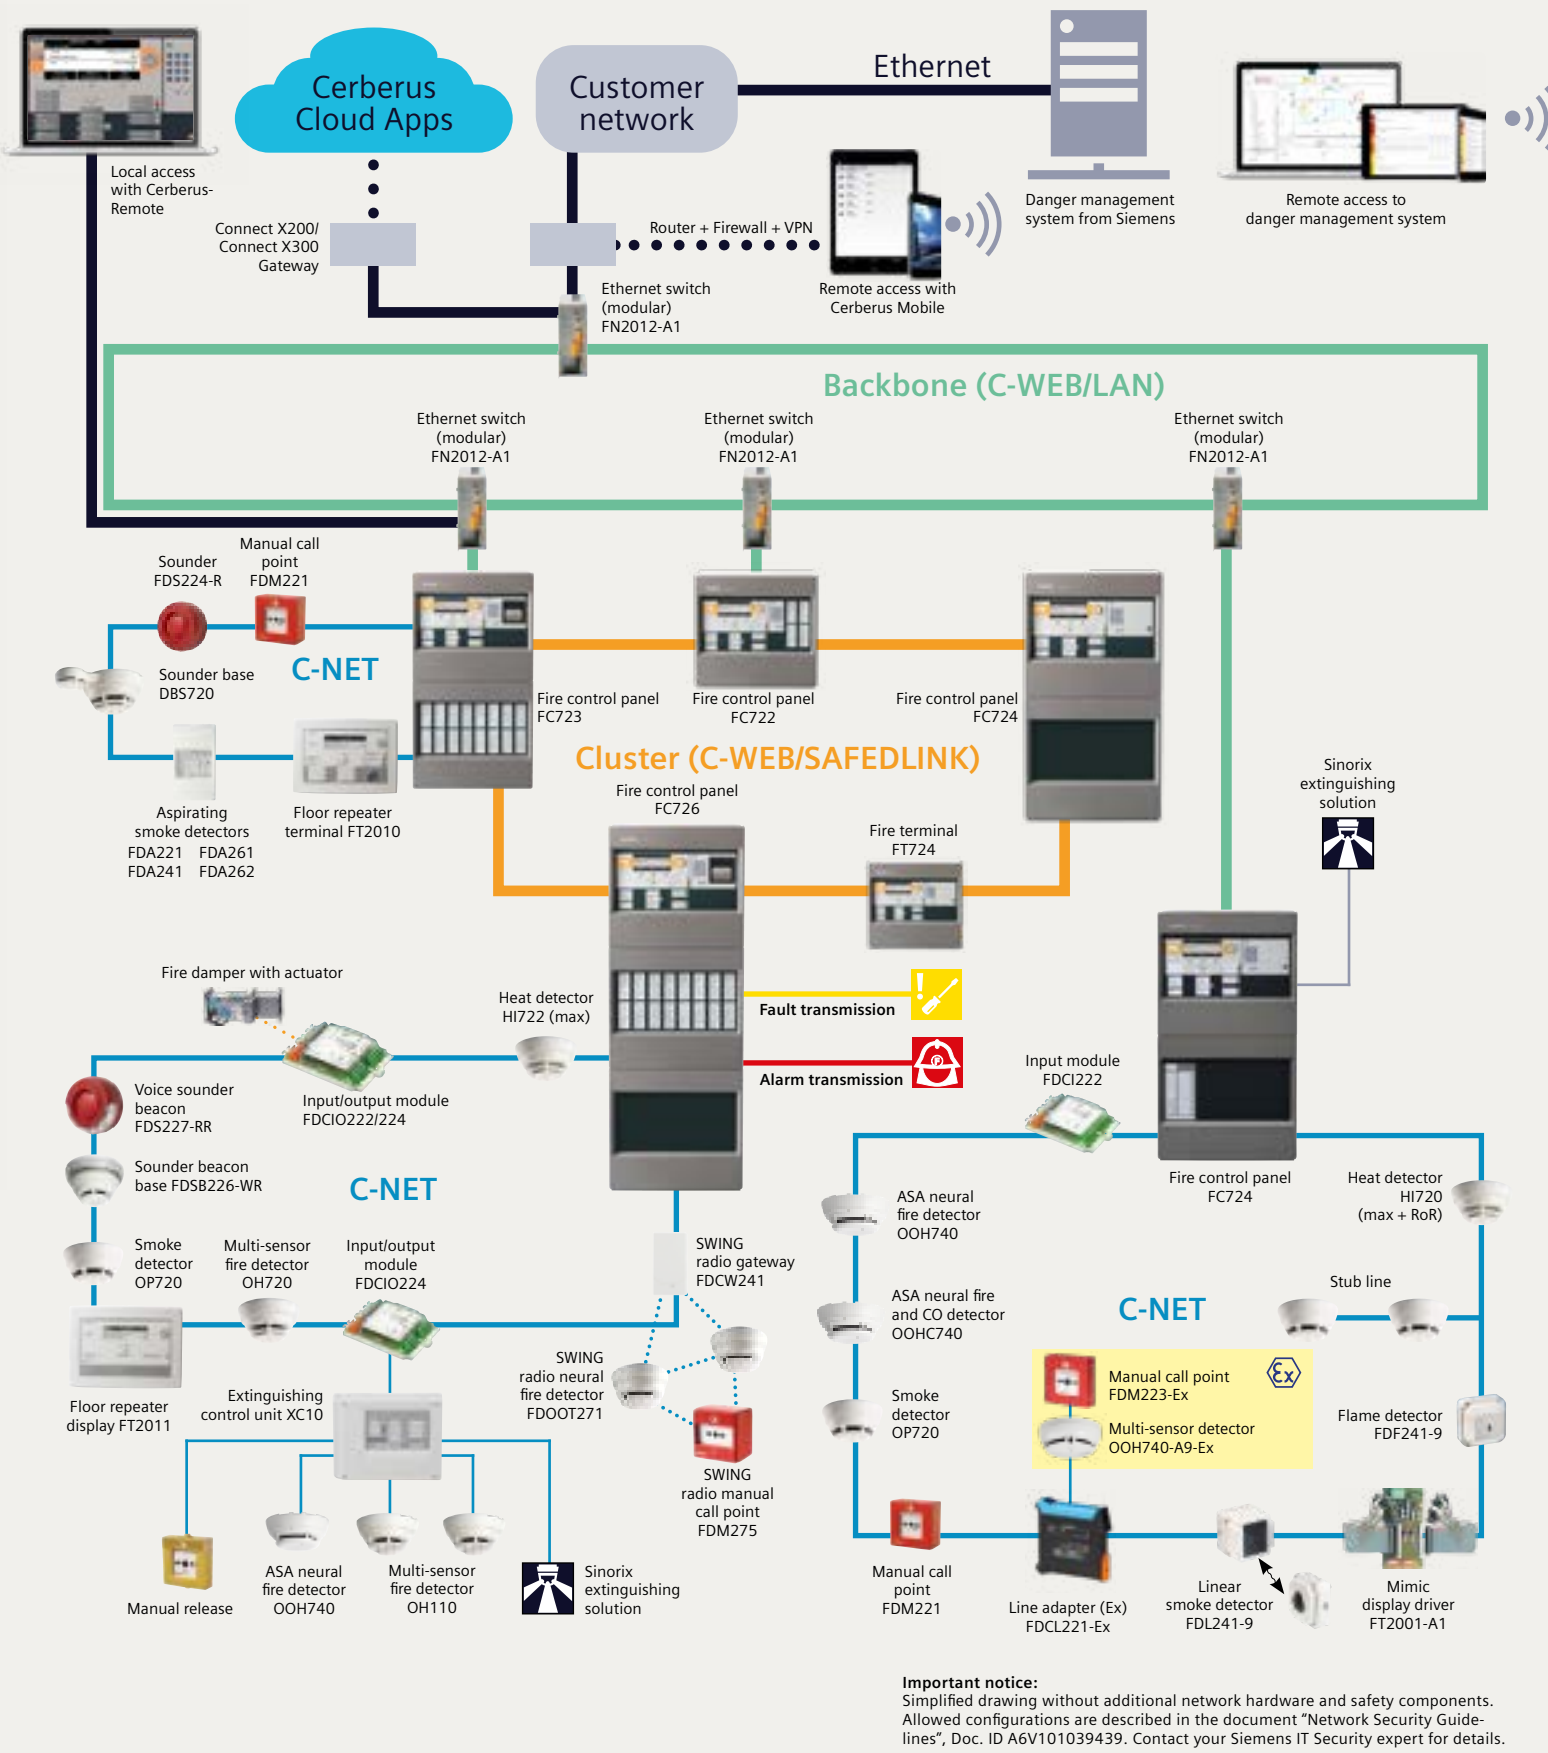 Cerberus
Cloud Apps
Customer
network
Ethernet
Local access
with Cerberus-
Remote
Connect X200/
Connect X300
Gateway
Router + Firewall + VPN
Ethernet switch
(modular)
FN2012-A1
Remote access with
Cerberus Mobile
Danger management
system from Siemens
Remote access to
danger management system
Backbone (C-WEB/LAN)
Ethernet switch
(modular)
FN2012-A1
Ethernet switch
(modular)
FN2012-A1
Ethernet switch
(modular)
FN2012-A1
Sounder
FDS224-R
Manual call
point
FDM221
C-NET
Sounder base
DBS720
Aspirating
smoke detectors
FDA221 FDA261
FDA241 FDA262
Floor repeater
terminal FT2010
Fire control panel
FC723
Fire control panel
FC722
Fire control panel
FC724
Cluster (C-WEB/SAFEDLINK)
Fire control panel
FC726
Fire terminal
FT724
Sinorix
extinguishing
solution
Fire damper with actuator
Heat detector
HI722 (max)
Fault transmission
Alarm transmission
F
Input/output module
FDCIO222/224
Voice sounder
beacon
FDS227-RR
Sounder beacon
base FDSB226-WR
C-NET
Smoke
detector
OP720
Multi-sensor
fire detector
OH720
Input/output
module
FDCIO224
SWING
radio gateway
FDCW241
Floor repeater
display FT2011
Extinguishing
control unit XC10
SWING
radio neural
fire detector
FDOOT271
SWING
radio manual
call point
FDM275
Manual release
ASA neural
fire detector
OOH740
Multi-sensor
fire detector
OH110
Sinorix
extinguishing
solution
Input module
FDCI222
Fire control panel
FC724
Heat detector
HI720
(max + RoR)
ASA neural
fire detector
OOH740
ASA neural fire
and CO detector
OOHC740
C-NET
Stub line
Manual call point
FDM223-Ex
Ex
Multi-sensor detector
OOH740-A9-Ex
Smoke
detector
OP720
Flame detector
FDF241-9
Manual call
point
FDM221
Line adapter (Ex)
FDCL221-Ex
Linear
smoke detector
FDL241-9
Mimic
display driver
FT2001-A1
Important notice:
Simplified drawing without additional network hardware and safety components.
Allowed configurations are described in the document “Network Security Guide-
lines”, Doc. ID A6V101039439. Contact your Siemens IT Security expert for details.